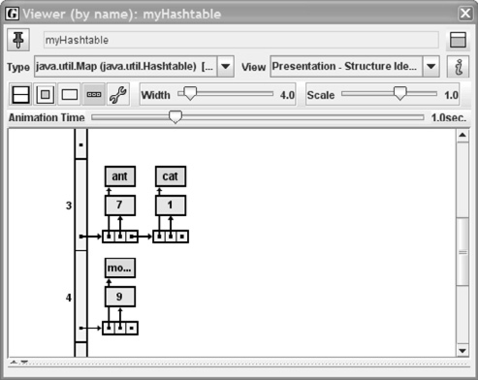 G Viewer (by name): myHashtable
myHashtable
Type java.util.Map (java.util.Hashtable) [... View Presentation - Structure Ide... i
Width 4.0 Scale 1.0
Animation Time 1.0sec.
ant cat
3 7 1
mo...
4 9